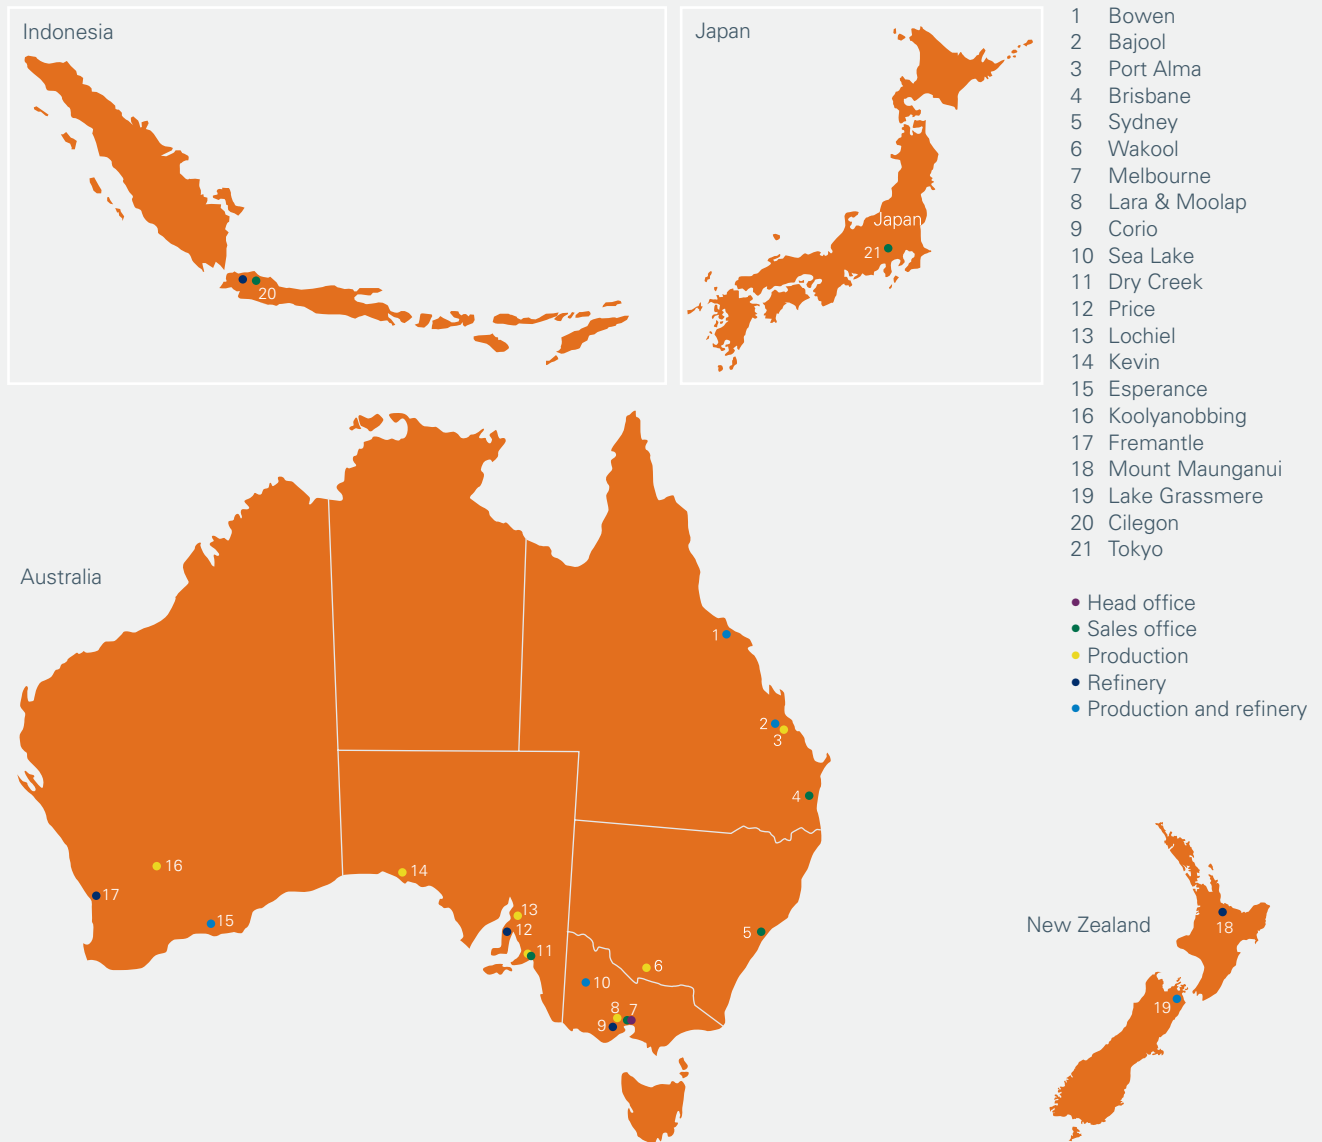 Indonesia
20
Japan
Japan
21
1 Bowen
2 Bajool
3 Port Alma
4 Brisbane
5 Sydney
6 Wakool
7 Melbourne
8 Lara & Moolap
9 Corio
10 Sea Lake
11 Dry Creek
12 Price
13 Lochiel
14 Kevin
15 Esperance
16 Koolyanobbing
17 Fremantle
18 Mount Maunganui
19 Lake Grassmere
20 Cilegon
21 Tokyo
Head office
Sales office
Production
Refinery
Production and refinery
Australia
1
2
3
4
16
14
17
13
15
12
5
11
6
10
8 7
9
New Zealand
18
19